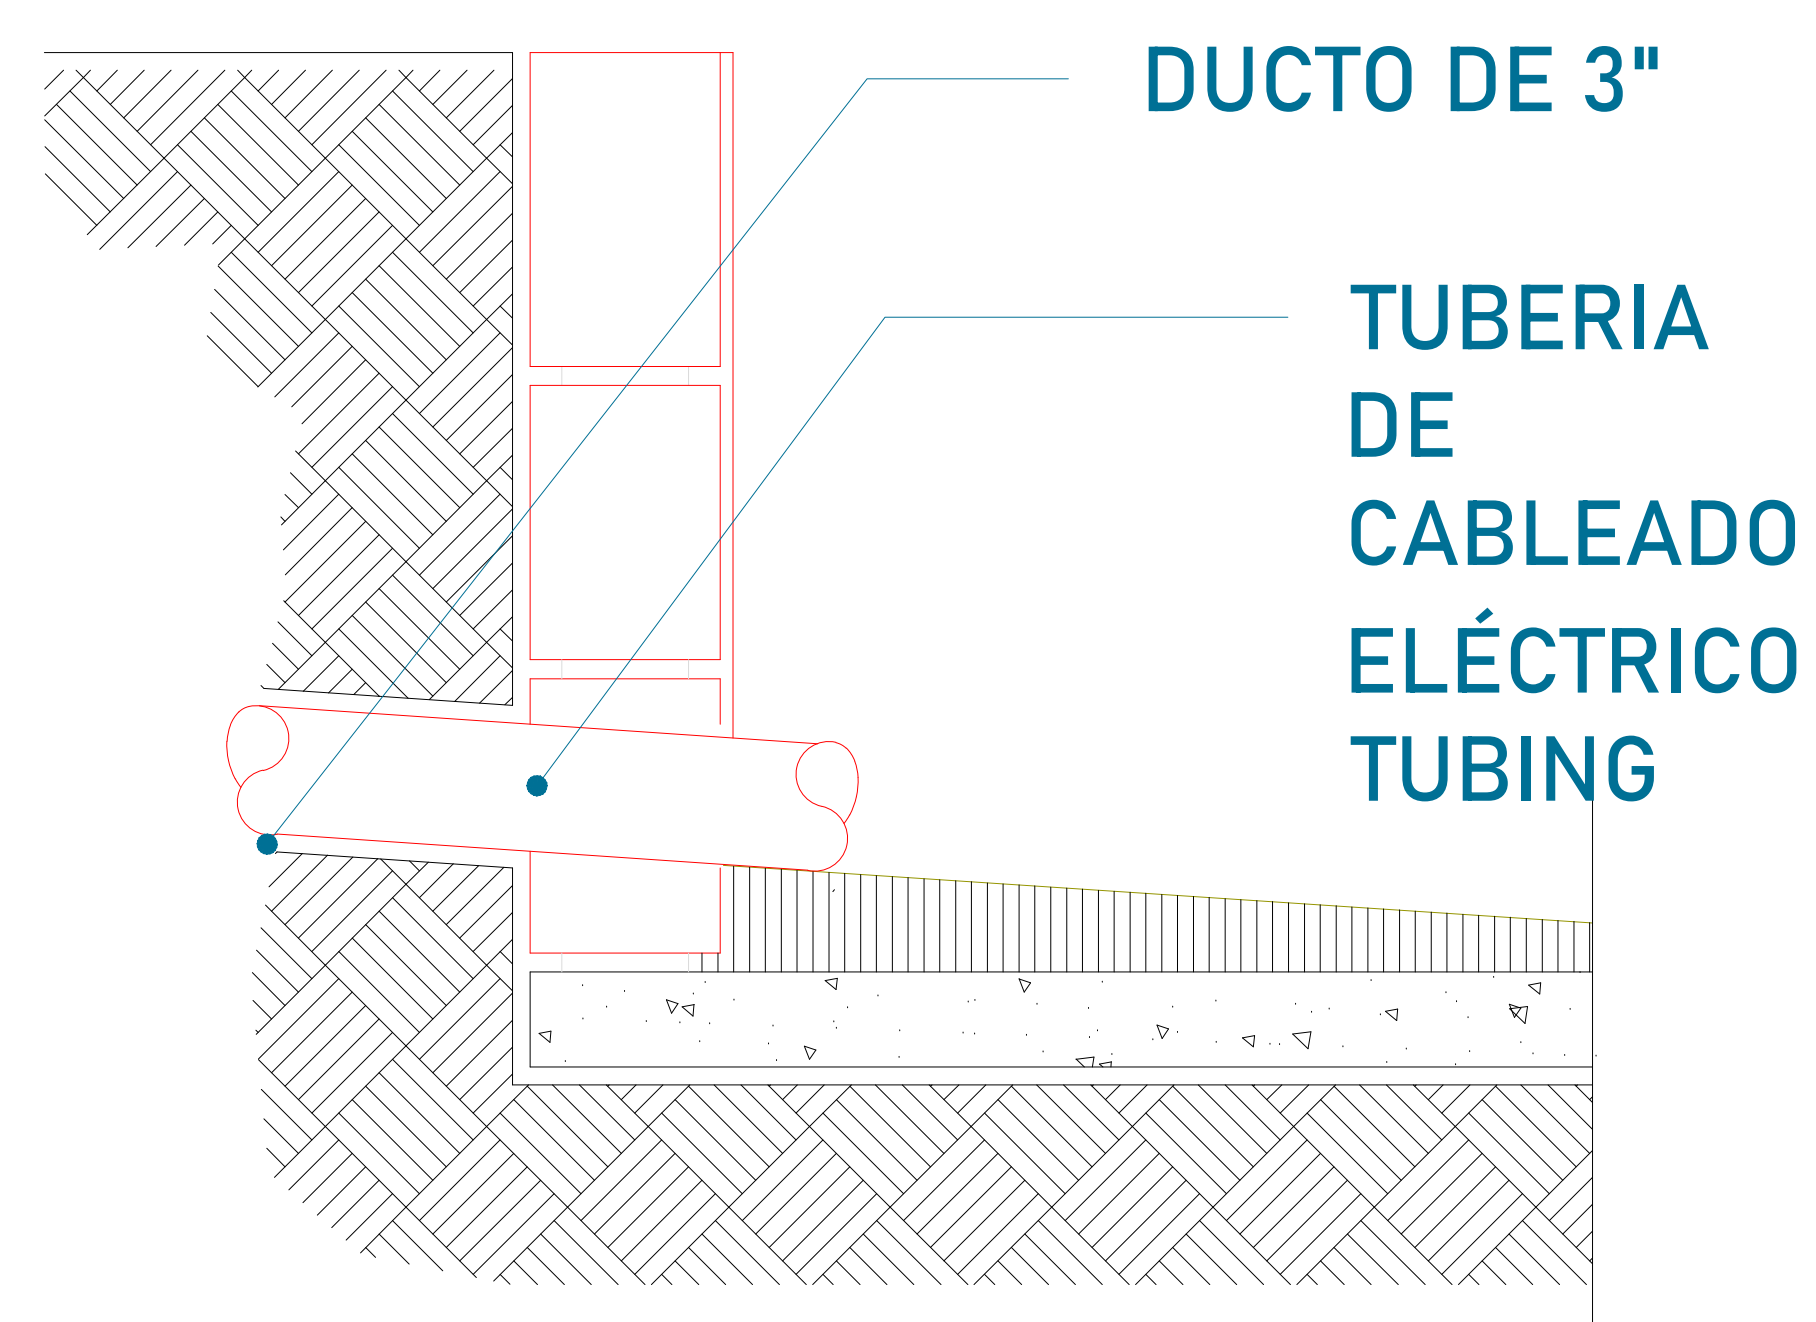 DUCTO DE 3"
TUBERIA
DE
CABLEADO
ELÉCTRICO
TUBING